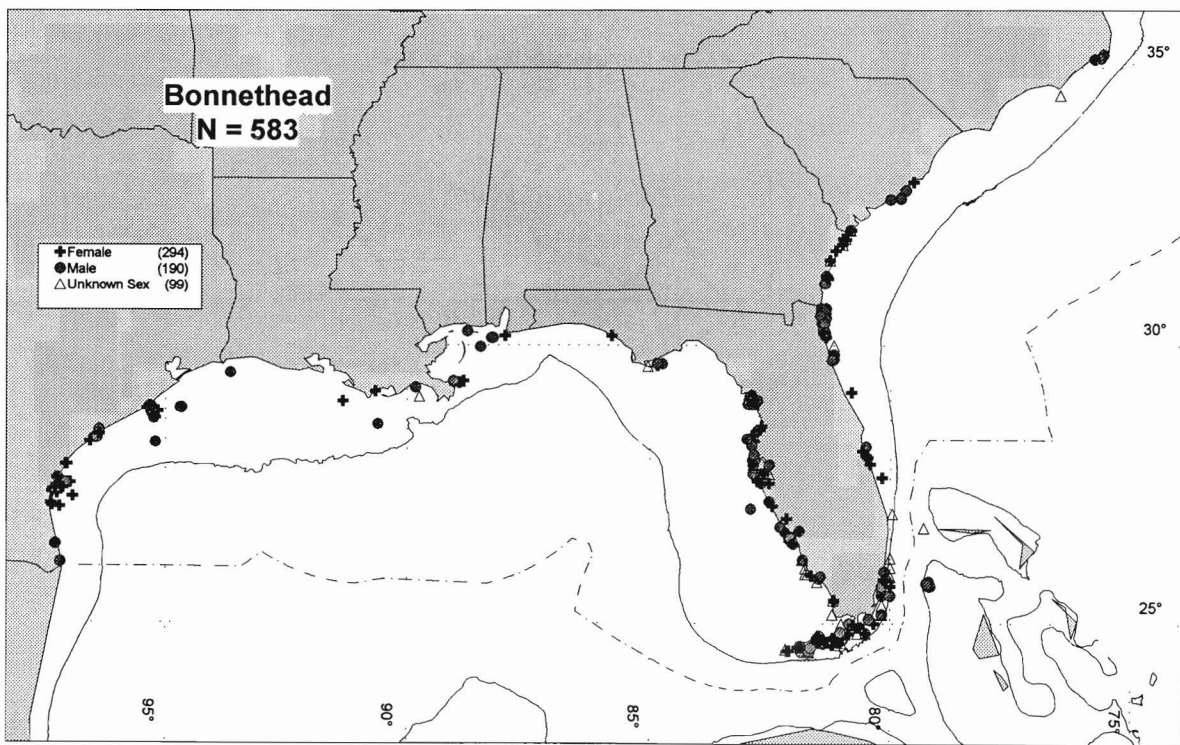 Bonnethead
N = 583
Female (294)
Male (190)
Unknown Sex (99)
35°
30°
25°
95°
90°
85°
80°
75°